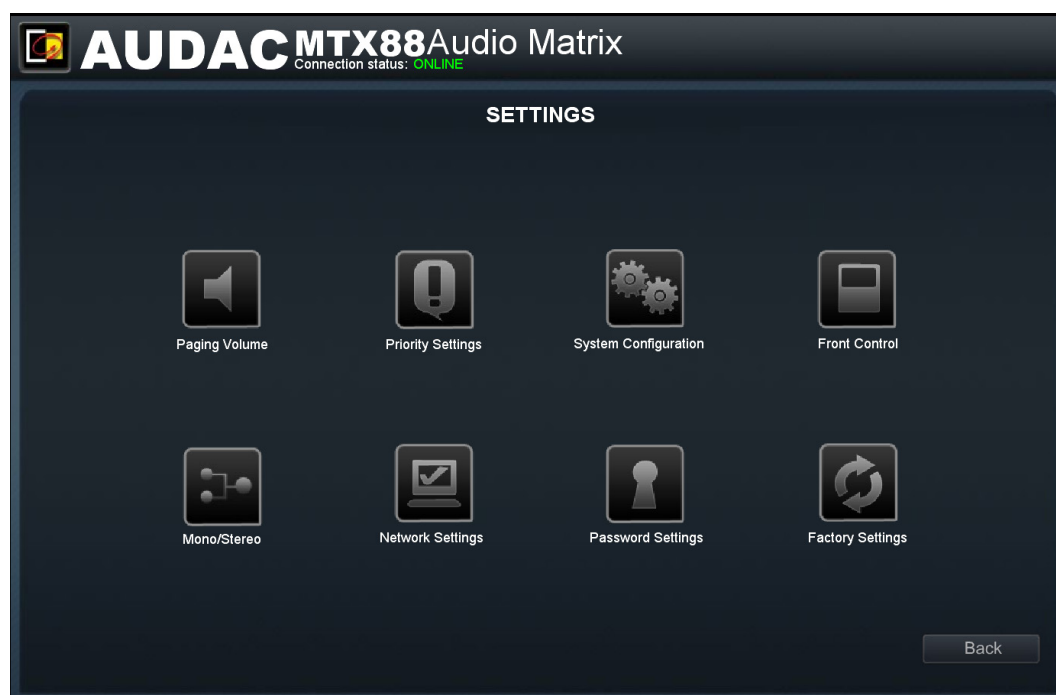 AUDAC MTX88 Audio Matrix
Connection status: ONLINE
SETTINGS
Paging Volume
Priority Settings
System Configuration
Front Control
Mono/Stereo
Network Settings
Password Settings
Factory Settings
Back